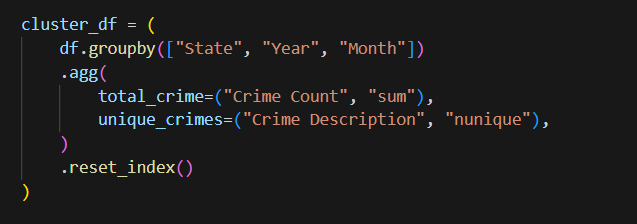 cluster_df = (
    df.groupby(["State", "Year", "Month"])
    .agg(
        total_crime=("Crime Count", "sum"),
        unique_crimes=("Crime Description", "nunique"),
    )
    .reset_index()
)